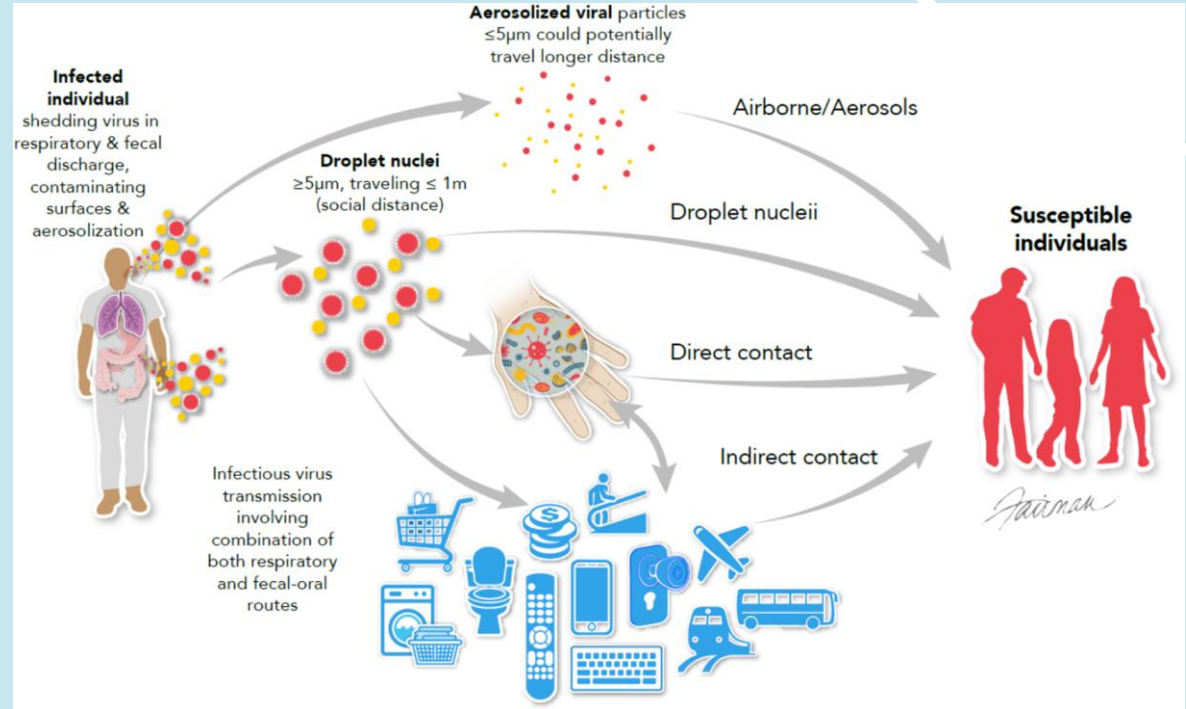 Aerosolized viral particles
≤5μm could potentially
travel longer distance
Infected
individual
shedding virus in
respiratory & fecal
discharge,
contaminating
surfaces &
aerosolization
Droplet nuclei
≥5μm, traveling ≤ 1m
(social distance)
Airborne/Aerosols
Droplet nucleii
Susceptible
individuals
Direct contact
Indirect contact
Infectious virus
transmission
involving
combination of
both respiratory
and fecal-oral
routes
$
Fairman